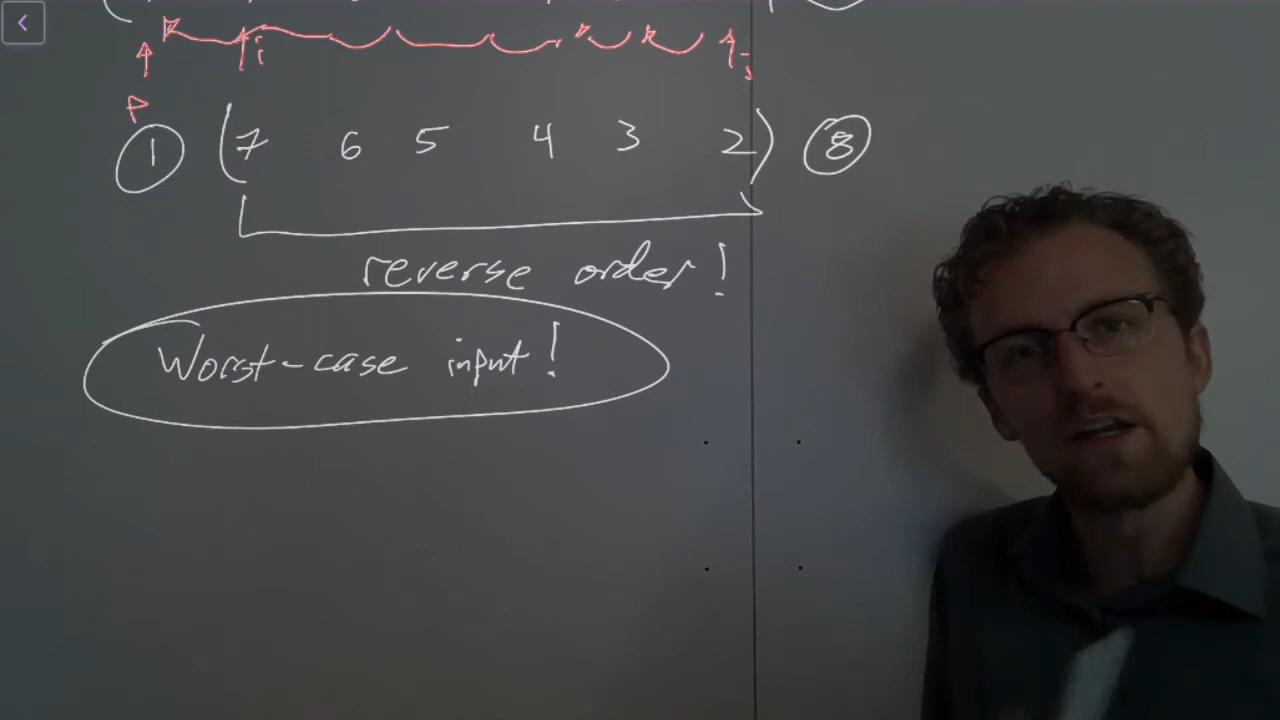 i
j
P
1 (7 6 5 4 3 2) 8
reverse order!
Worst-case input!